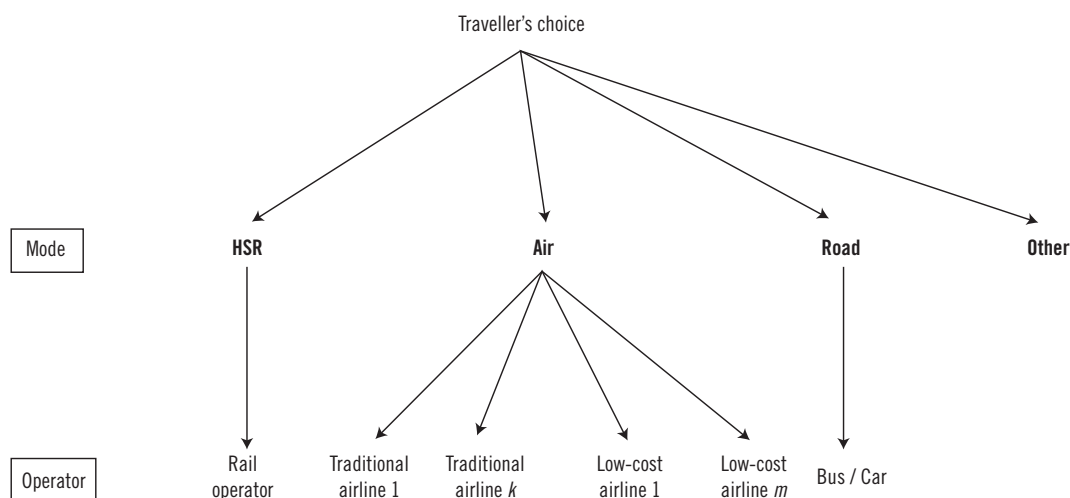 Traveller's choice
Mode
HSR
Air
Road
Other
Operator
Rail
operator
Traditional
airline 1
Traditional
airline k
Low-cost
airline 1
Low-cost
airline m
Bus / Car